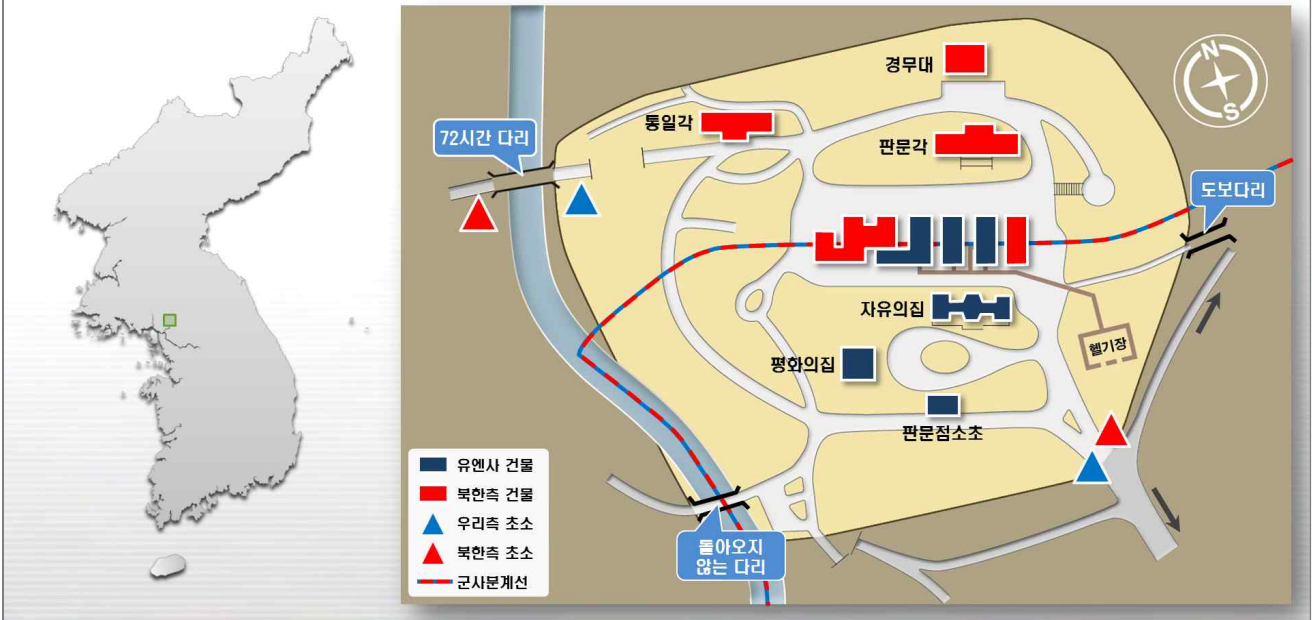 경무대
N
S
통일각
72시간 다리
판문각
도보다리
자유의집
헬기장
평화의집
판문점소초
유엔사 건물
북한측 건물
우리측 초소
북한측 초소
군사분계선
돌아오지
않는 다리